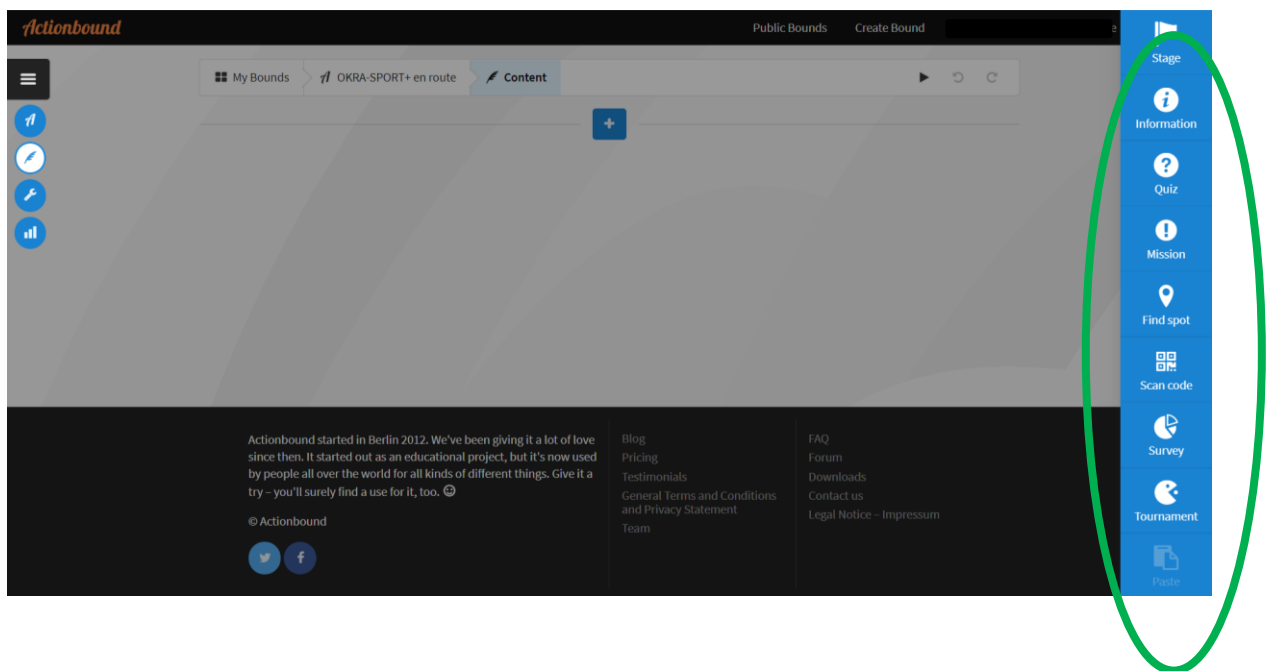 Actionbound
Public Bounds
Create Bound
e
My Bounds
OKRA-SPORT+ en route
Content
Stage
Information
Quiz
Mission
Find spot
Scan code
Survey
Tournament
Paste
Actionbound started in Berlin 2012. We've been giving it a lot of love
since then. It started out as an educational project, but it's now used
by people all over the world for all kinds of different things. Give it a
try – you'll surely find a use for it, too.
© Actionbound
Blog
Pricing
Testimonials
General Terms and Conditions
and Privacy Statement
Team
FAQ
Forum
Downloads
Contact us
Legal Notice – Impressum